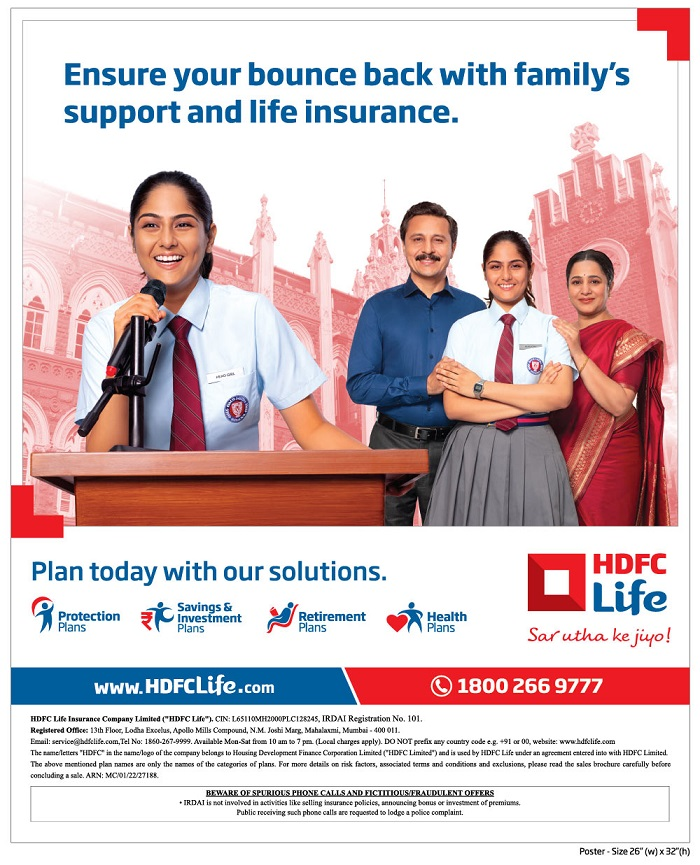 Ensure your bounce back with family's
support and life insurance.
Plan today with our solutions.
Protection
Plans
Savings &
Investment
Plans
Retirement
Plans
Health
Plans
HDFC
Life
Sar utha ke jiyo!
www.HDFCLife.com
1800 266 9777
HDFC Life Insurance Company Limited ("HDFC Life"). CIN: L65110MH2000PLC128245, IRDAI Registration No. 101.
Registered Office: 13th Floor, Lodha Excelus, Apollo Mills Compound, N.M. Joshi Marg, Mahalaxmi, Mumbai - 400 011.
Email: service@hdfclife.com,Tel No: 1860-267-9999. Available Mon-Sat from 10 am to 7 pm. (Local charges apply). DO NOT prefix any country code e.g. +91 or 00, website: www.hdfclife.com
The name/letters "HDFC" in the name/logo of the company belongs to Housing Development Finance Corporation Limited ("HDFC Limited") and is used by HDFC Life under an agreement entered into with HDFC Limited.
The above mentioned plan names are only the names of the categories of plans. For more details on risk factors, associated terms and conditions and exclusions, please read the sales brochure carefully before
concluding a sale. ARN: MC/01/22/27188.
BEWARE OF SPURIOUS PHONE CALLS AND FICTITIOUS/FRAUDULENT OFFERS
• IRDAI is not involved in activities like selling insurance policies, announcing bonus or investment of premiums.
Public receiving such phone calls are requested to lodge a police complaint.
Poster - Size 26" (w) x 32"(h)